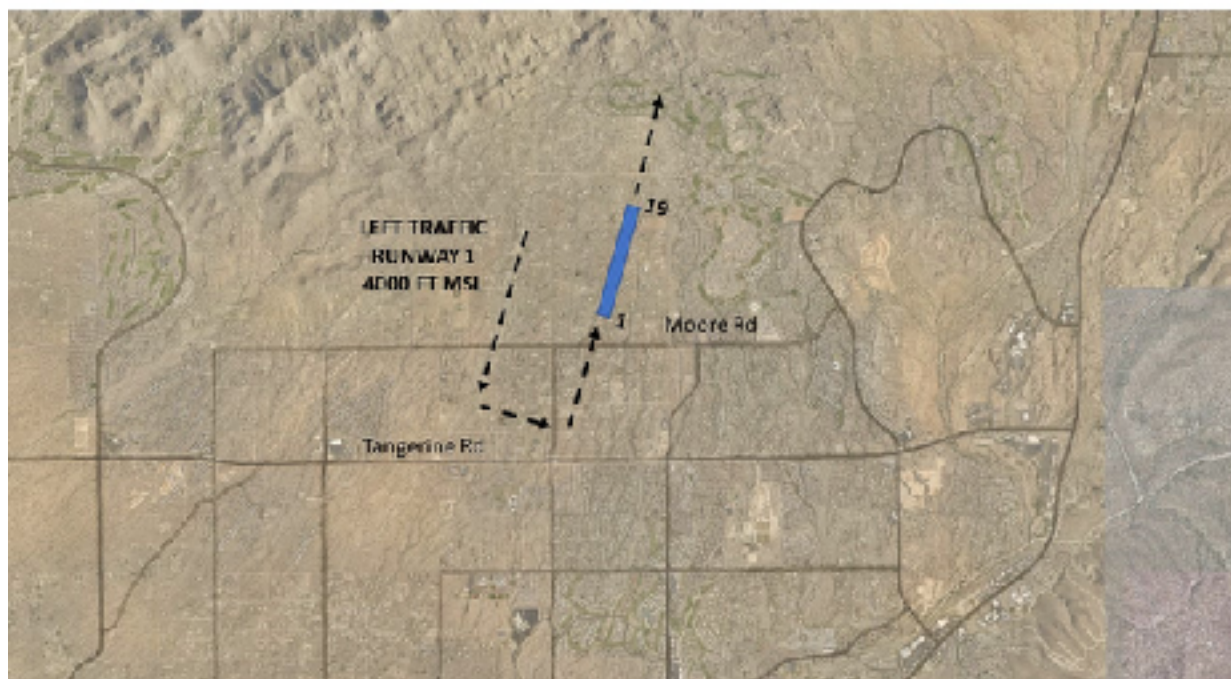 LEFT TRAFFIC
RUNWAY 1
4000 FT MSL
19
1
Moore Rd
Tangerine Rd